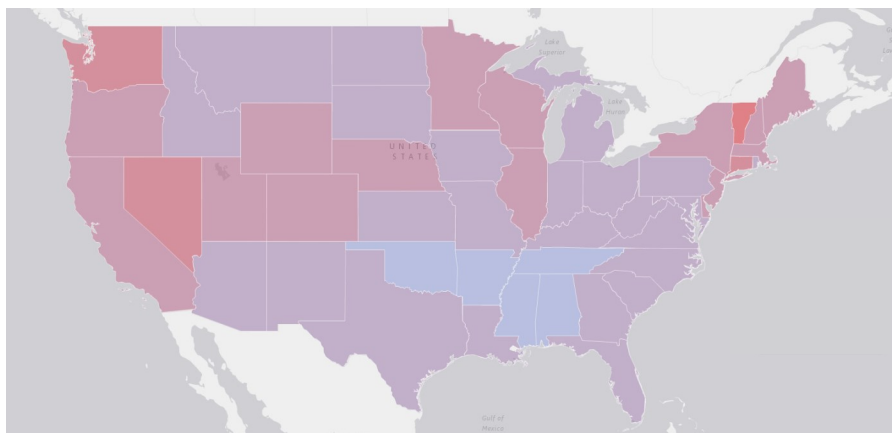 Lake
Superior
Lake
Huron
UNITED
STATES
Gulf of
Mexico